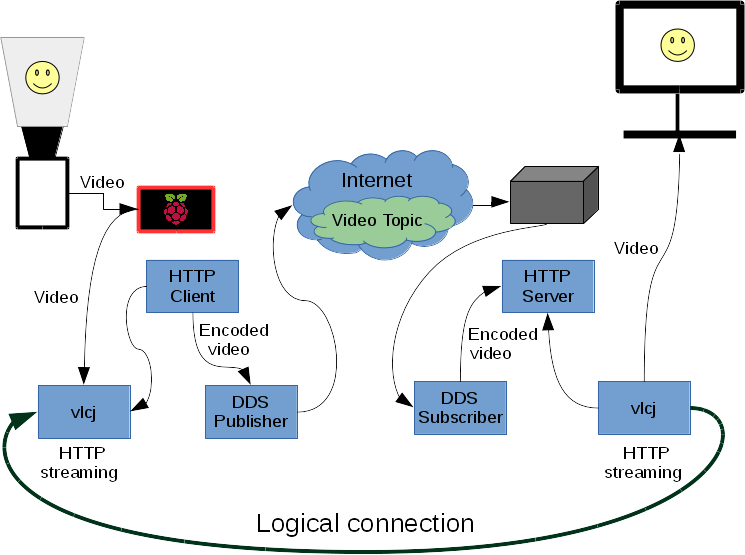 Internet
Video Topic
Video
HTTP
Client
HTTP
Server
Video
Video
Encoded
video
Encoded
video
vlcj
DDS
Publisher
DDS
Subscriber
vlcj
HTTP
streaming
HTTP
streaming
Logical connection